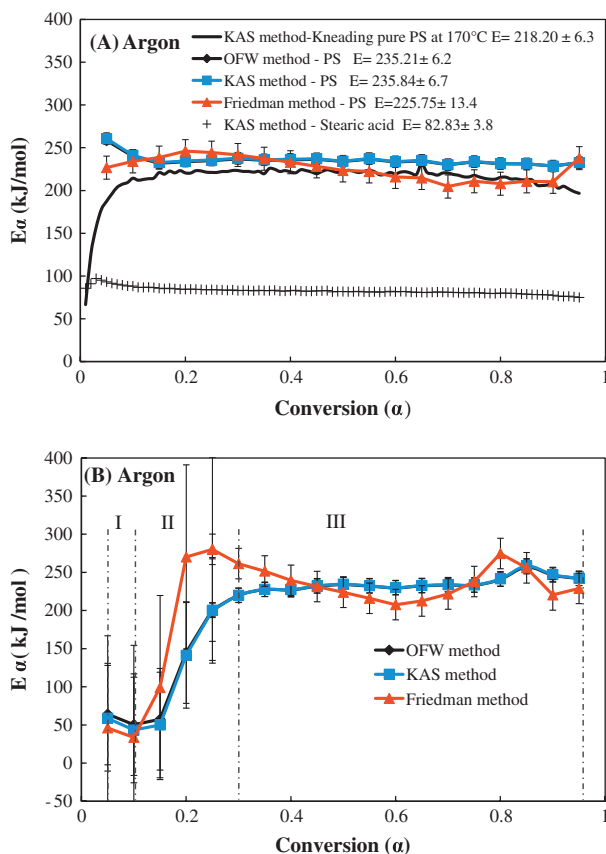 (A) Argon
KAS method-Kneading pure PS at 170°C E= 218.20 ± 6.3
OFW method - PS E= 235.21 ± 6.2
KAS method - PS E= 235.84± 6.7
Friedman method - PS E=225.75± 13.4
KAS method - Stearic acid E= 82.83± 3.8
400
350
300
250
200
150
100
50
0
Eα (kJ/mol)
0 0.2 0.4 0.6 0.8 1
Conversion (α)
(B) Argon
I II III
400
350
300
250
200
150
100
50
0
-50
E α ( kJ /mol )
OFW method
KAS method
Friedman method
0 0.2 0.4 0.6 0.8 1
Conversion (α)